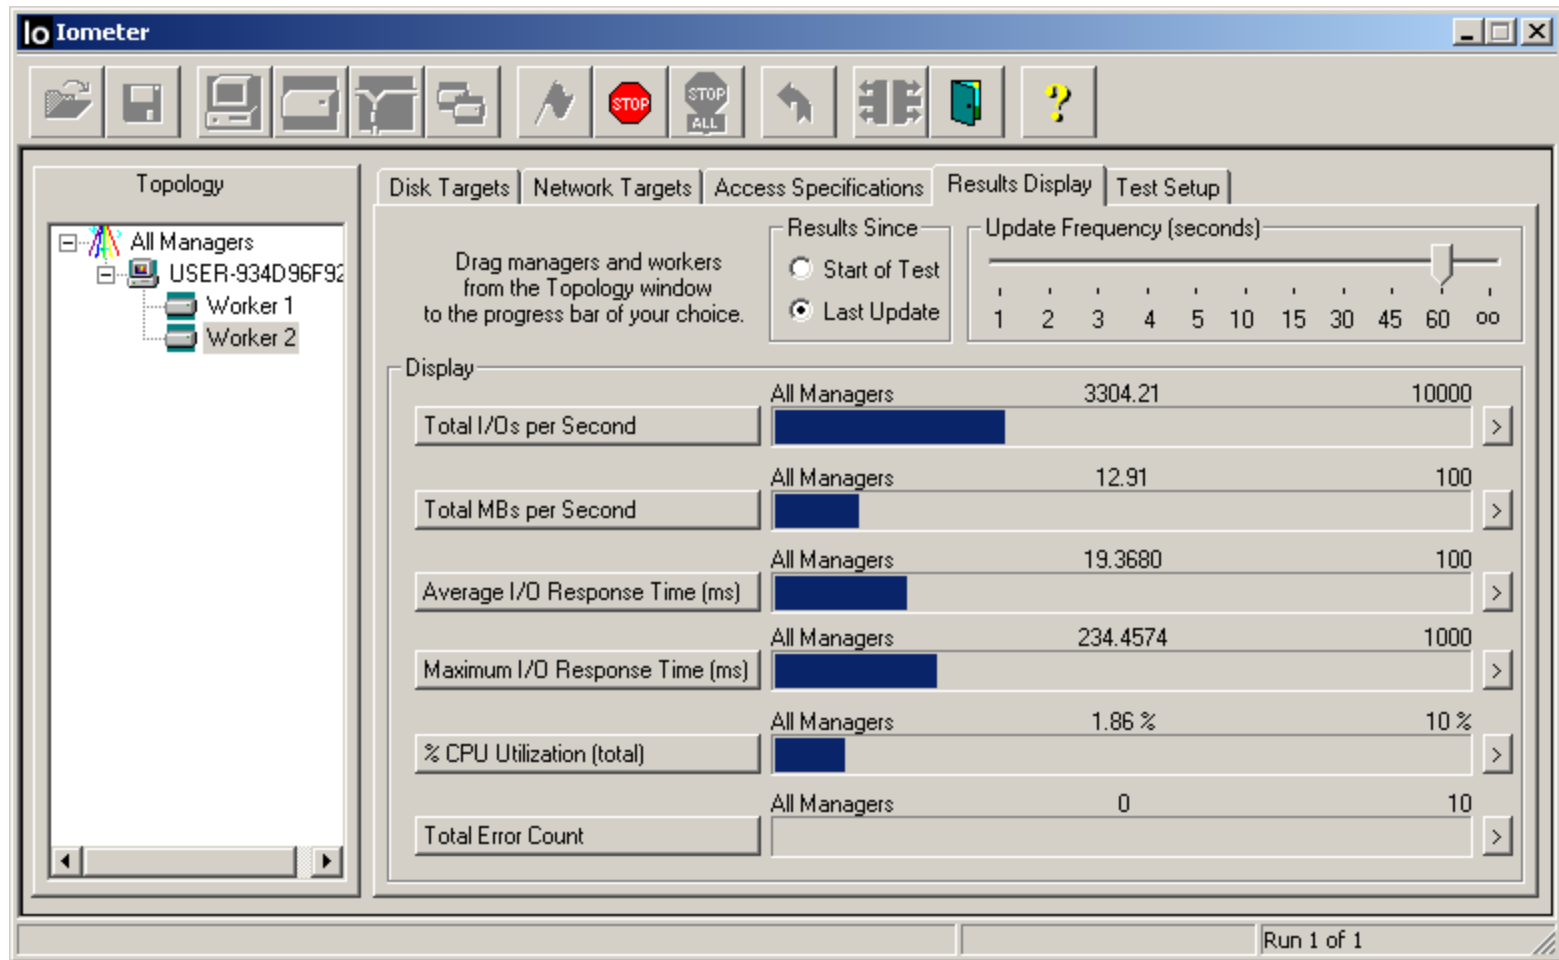 Iometer
STOP
STOP
ALL
?
Topology
All Managers
USER-934D96F92
Worker 1
Worker 2
Disk Targets
Network Targets
Access Specifications
Results Display
Test Setup
Drag managers and workers
from the Topology window
to the progress bar of your choice.
Results Since
Start of Test
Last Update
Update Frequency (seconds)
1 2 3 4 5 10 15 30 45 60 oo
Display
All Managers 3304.21 10000
Total I/Os per Second >
All Managers 12.91 100
Total MBs per Second >
All Managers 19.3680 100
Average I/O Response Time (ms) >
All Managers 234.4574 1000
Maximum I/O Response Time (ms) >
All Managers 1.86 % 10 %
% CPU Utilization (total) >
All Managers 0 10
Total Error Count >
Run 1 of 1